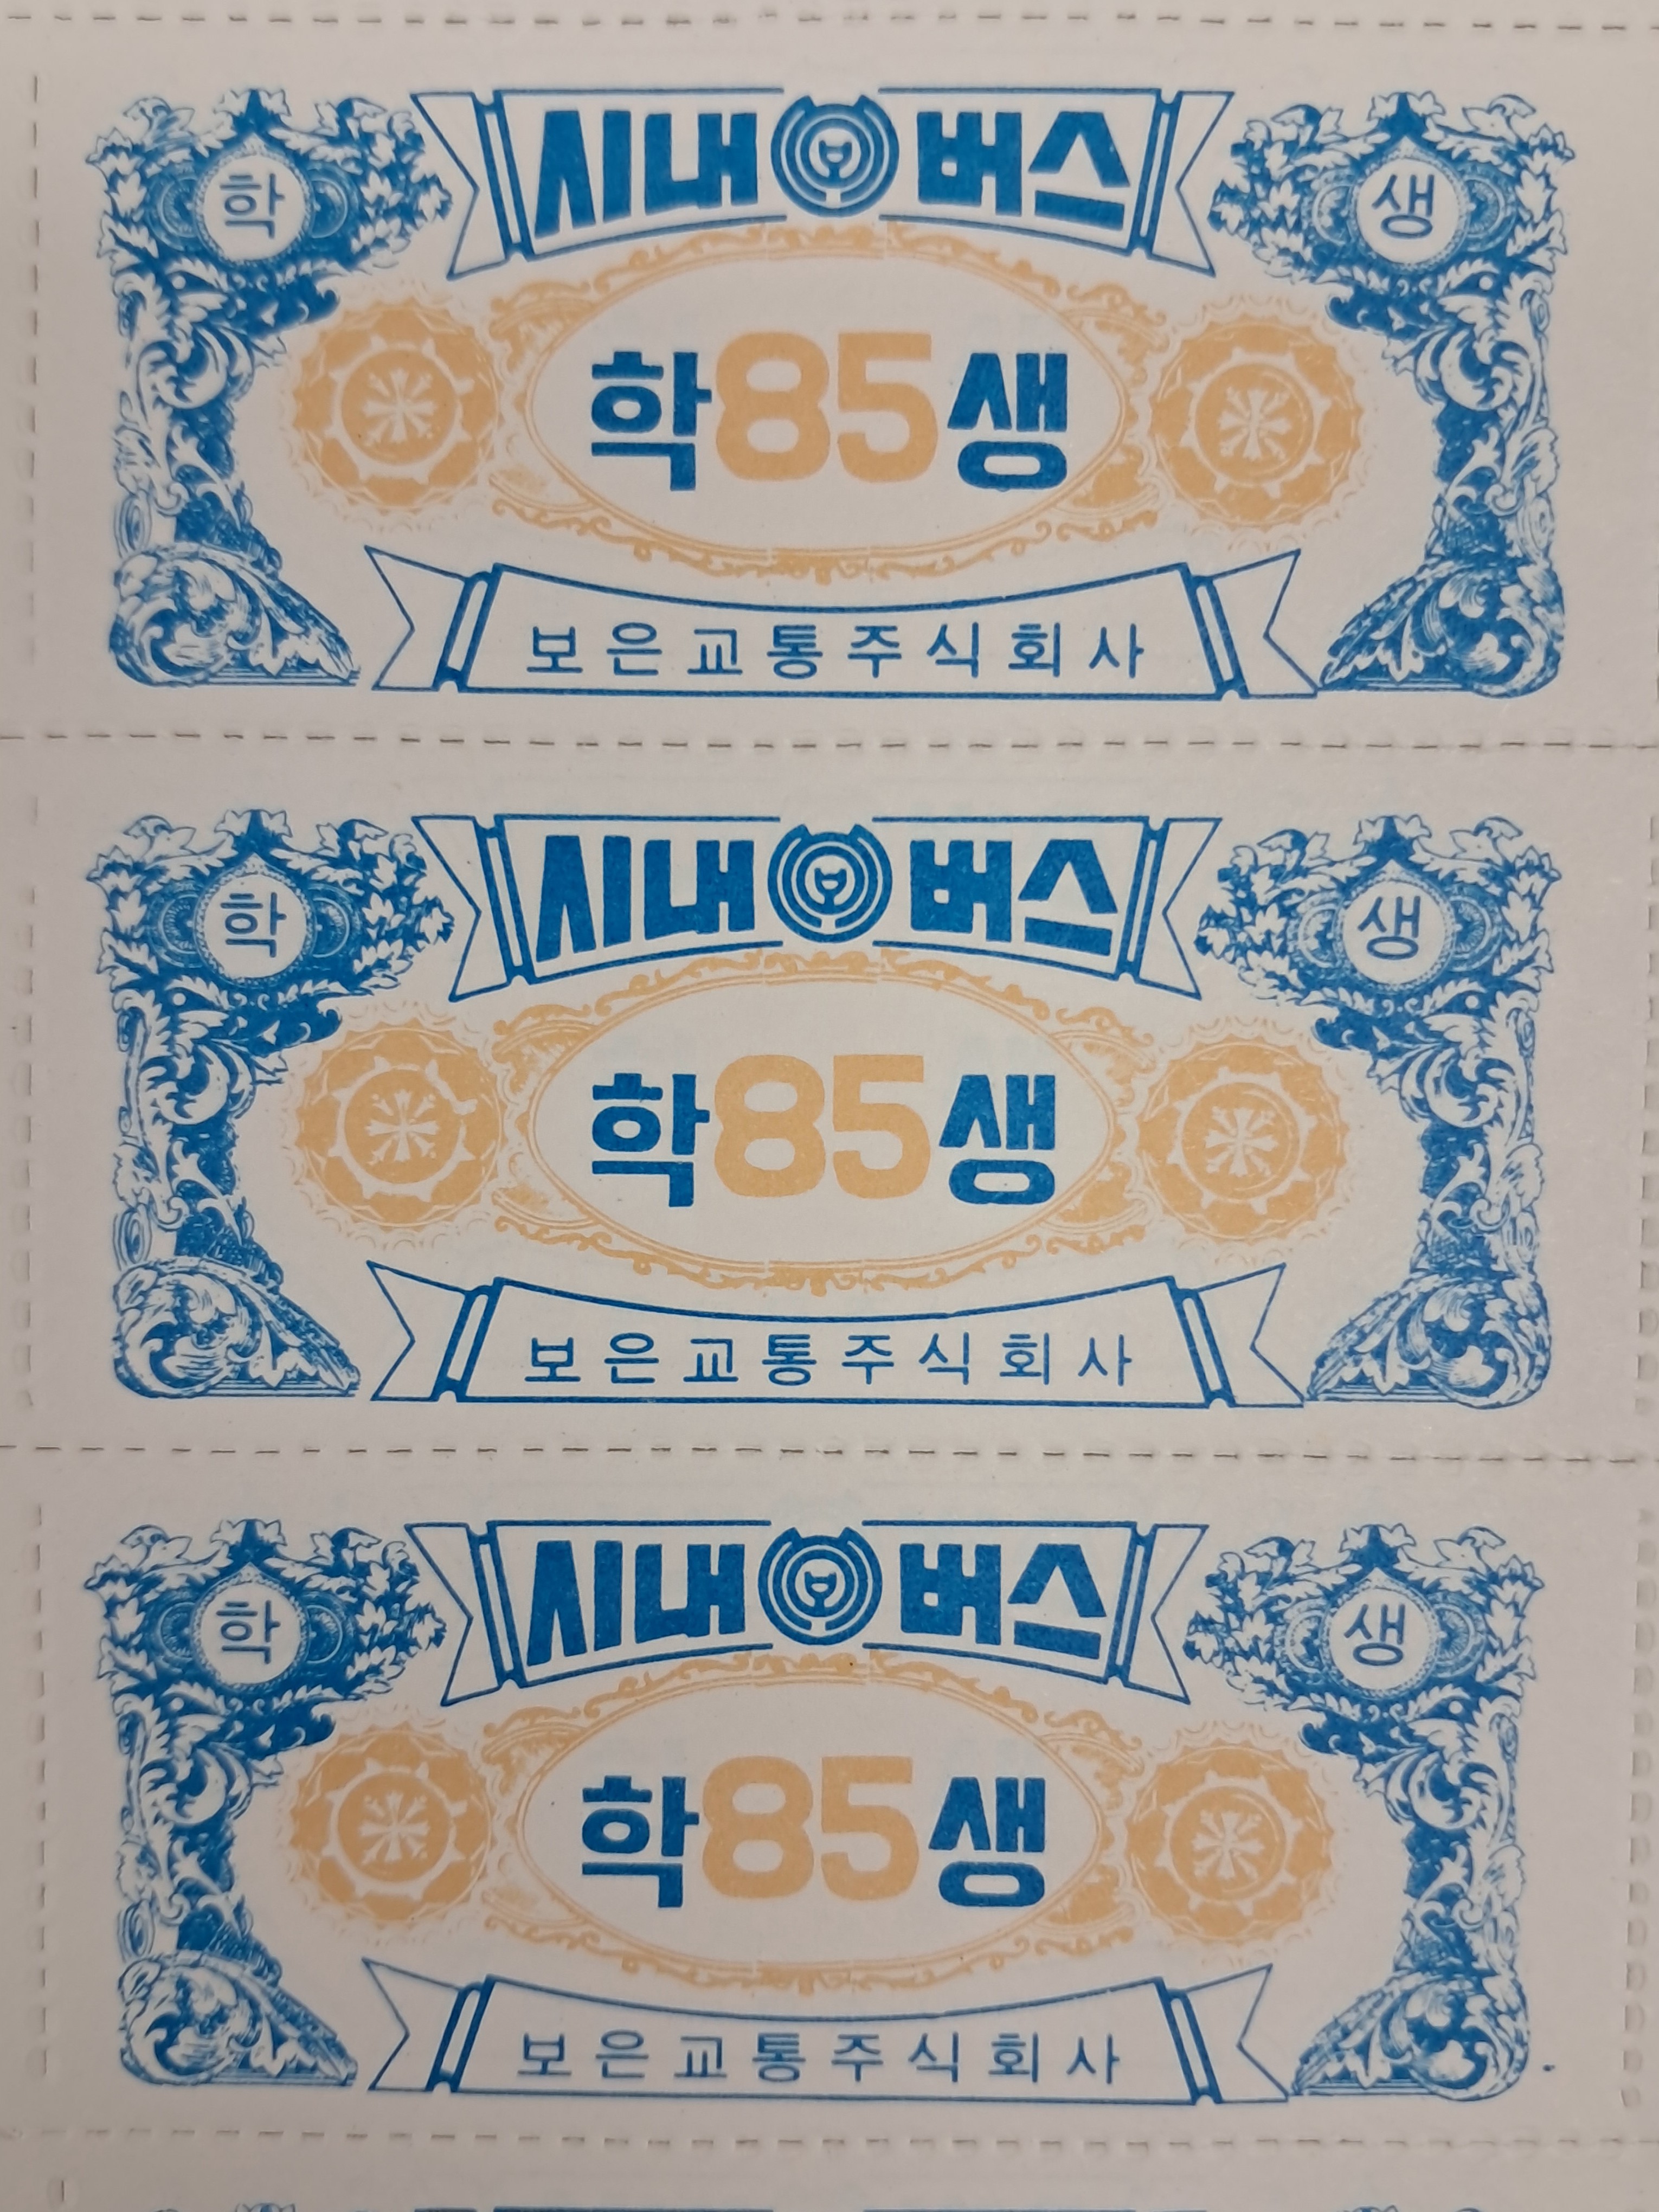 시내 보 버스
학 생
학85생
보은교통주식회사
시내 보 버스
학 생
학85생
보은교통주식회사
시내 보 버스
학 생
학85생
보은교통주식회사